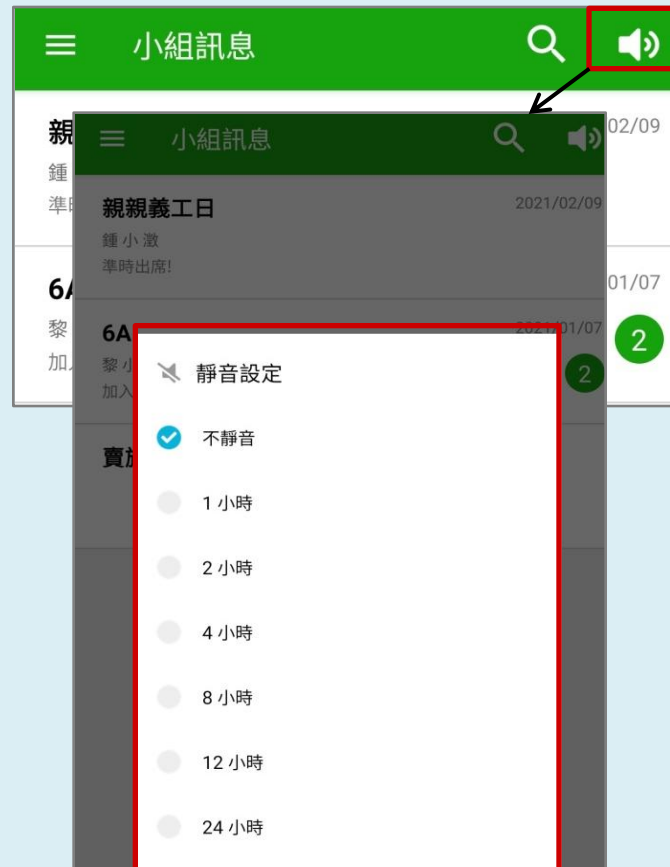 小組訊息
親
02/09
鍾
準時
6A
01/07
黎
2
加入
小組訊息
親親義工日
2021/02/09
鍾小澂
準時出席!
6A
2021/01/07
黎小
2
加入
賣旗
靜音設定
不靜音
1 小時
2 小時
4 小時
8 小時
12 小時
24 小時